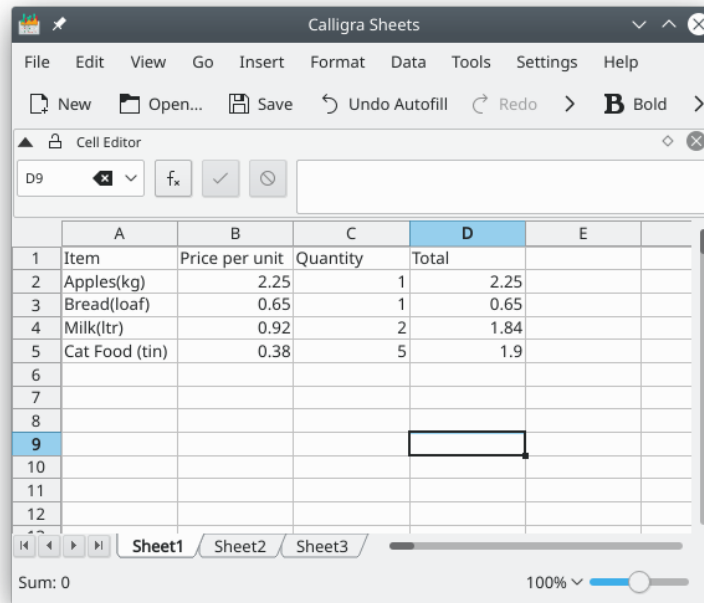 Calligra Sheets
File Edit View Go Insert Format Data Tools Settings Help
New Open... Save Undo Autofill Redo B Bold
Cell Editor
D9 fx
A B C D E
1 Item Price per unit Quantity Total
2 Apples(kg) 2.25 1 2.25
3 Bread(loaf) 0.65 1 0.65
4 Milk(ltr) 0.92 2 1.84
5 Cat Food (tin) 0.38 5 1.9
6
7
8
9
10
11
12
Sheet1 Sheet2 Sheet3
Sum: 0 100%